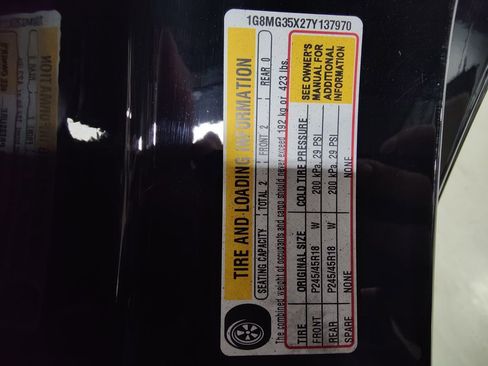 1G8MG35X27Y137970
TIRE AND LOADING INFORMATION
SEATING CAPACITY TOTAL 2 FRONT 2 REAR 0
The combined weight of occupants and cargo should never exceed 192 kg or 423 lbs.
TIRE ORIGINAL SIZE COLD TIRE PRESSURE
FRONT P245/45R18 W 200 kPa, 29 PSI
REAR P245/45R18 W 200 kPa, 29 PSI
SPARE NONE NONE
SEE OWNER'S
MANUAL FOR
ADDITIONAL
INFORMATION